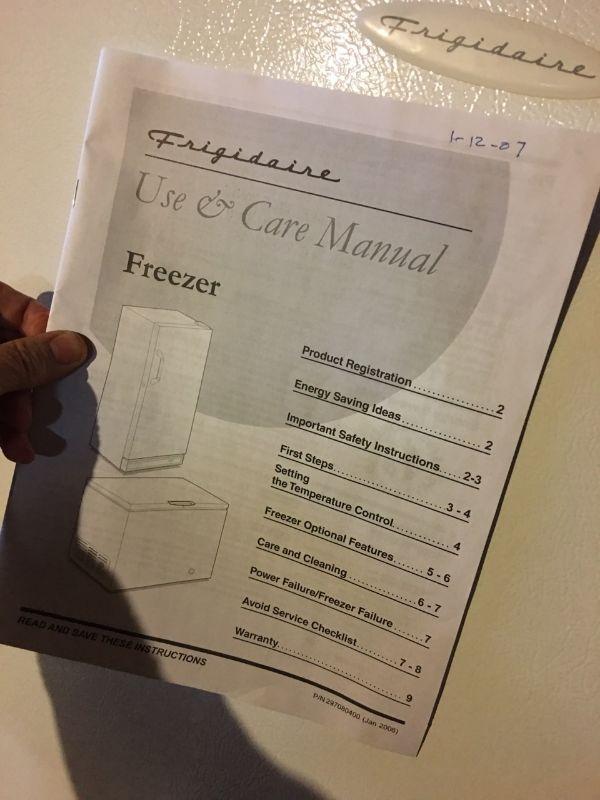 Frigidaire
1-12-07
Frigidaire
Use & Care Manual
Freezer
Product Registration....................2
Energy Saving Ideas....................2
Important Safety Instructions.....2-3
First Steps....................3 - 4
Setting
the Temperature Control..............4
Freezer Optional Features.......5 - 6
Care and Cleaning.................6 - 7
Power Failure/Freezer Failure.......7
Avoid Service Checklist..........7 - 8
Warranty..............................9
READ AND SAVE THESE INSTRUCTIONS
P/N 297080400 (Jan 2006)